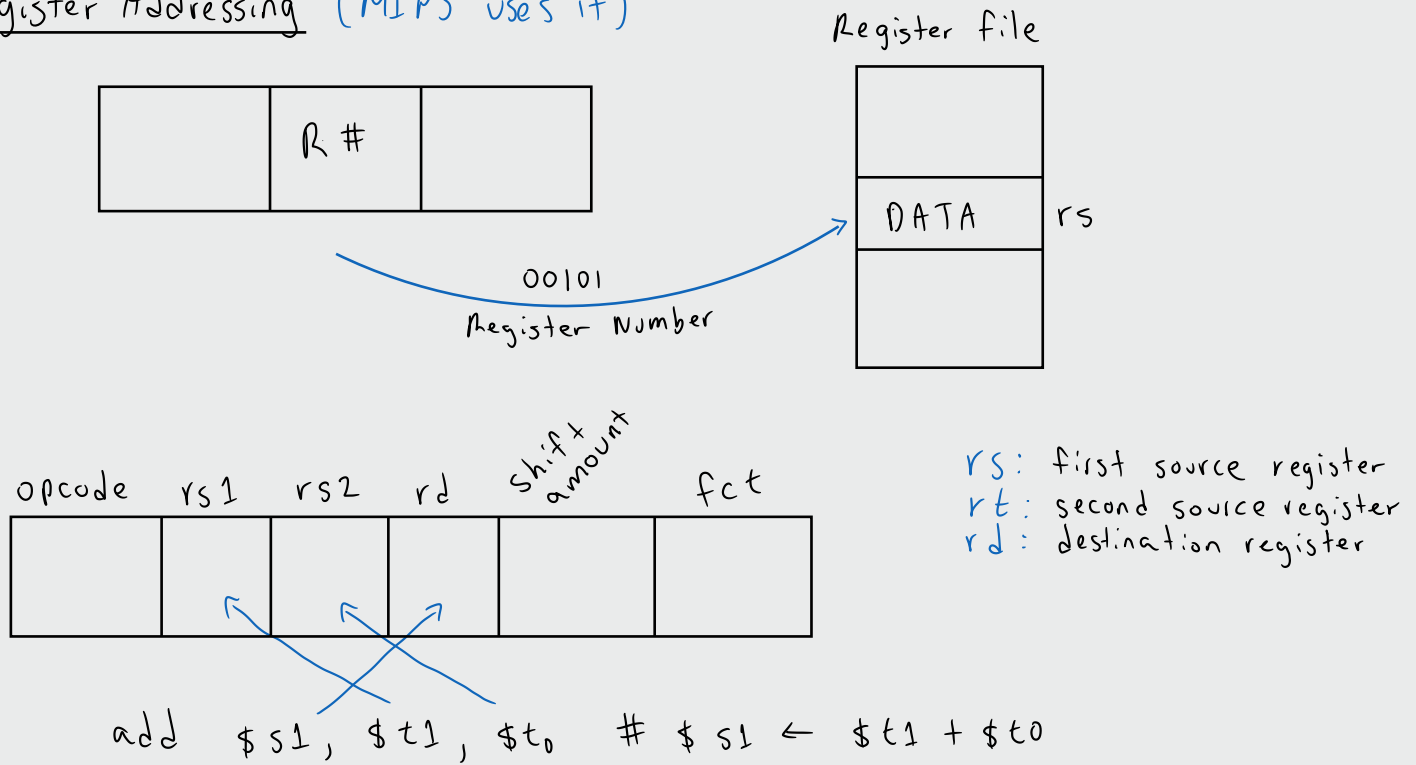 gister Addressing (MIPS uses it)
Register file
R #
DATA rs
00101
Register Number
opcode rs1 rs2 rd shift amount fct
rs: first source register
rt: second source register
rd: destination register
add $s1, $t1, $t0 # $s1 ← $t1 + $t0